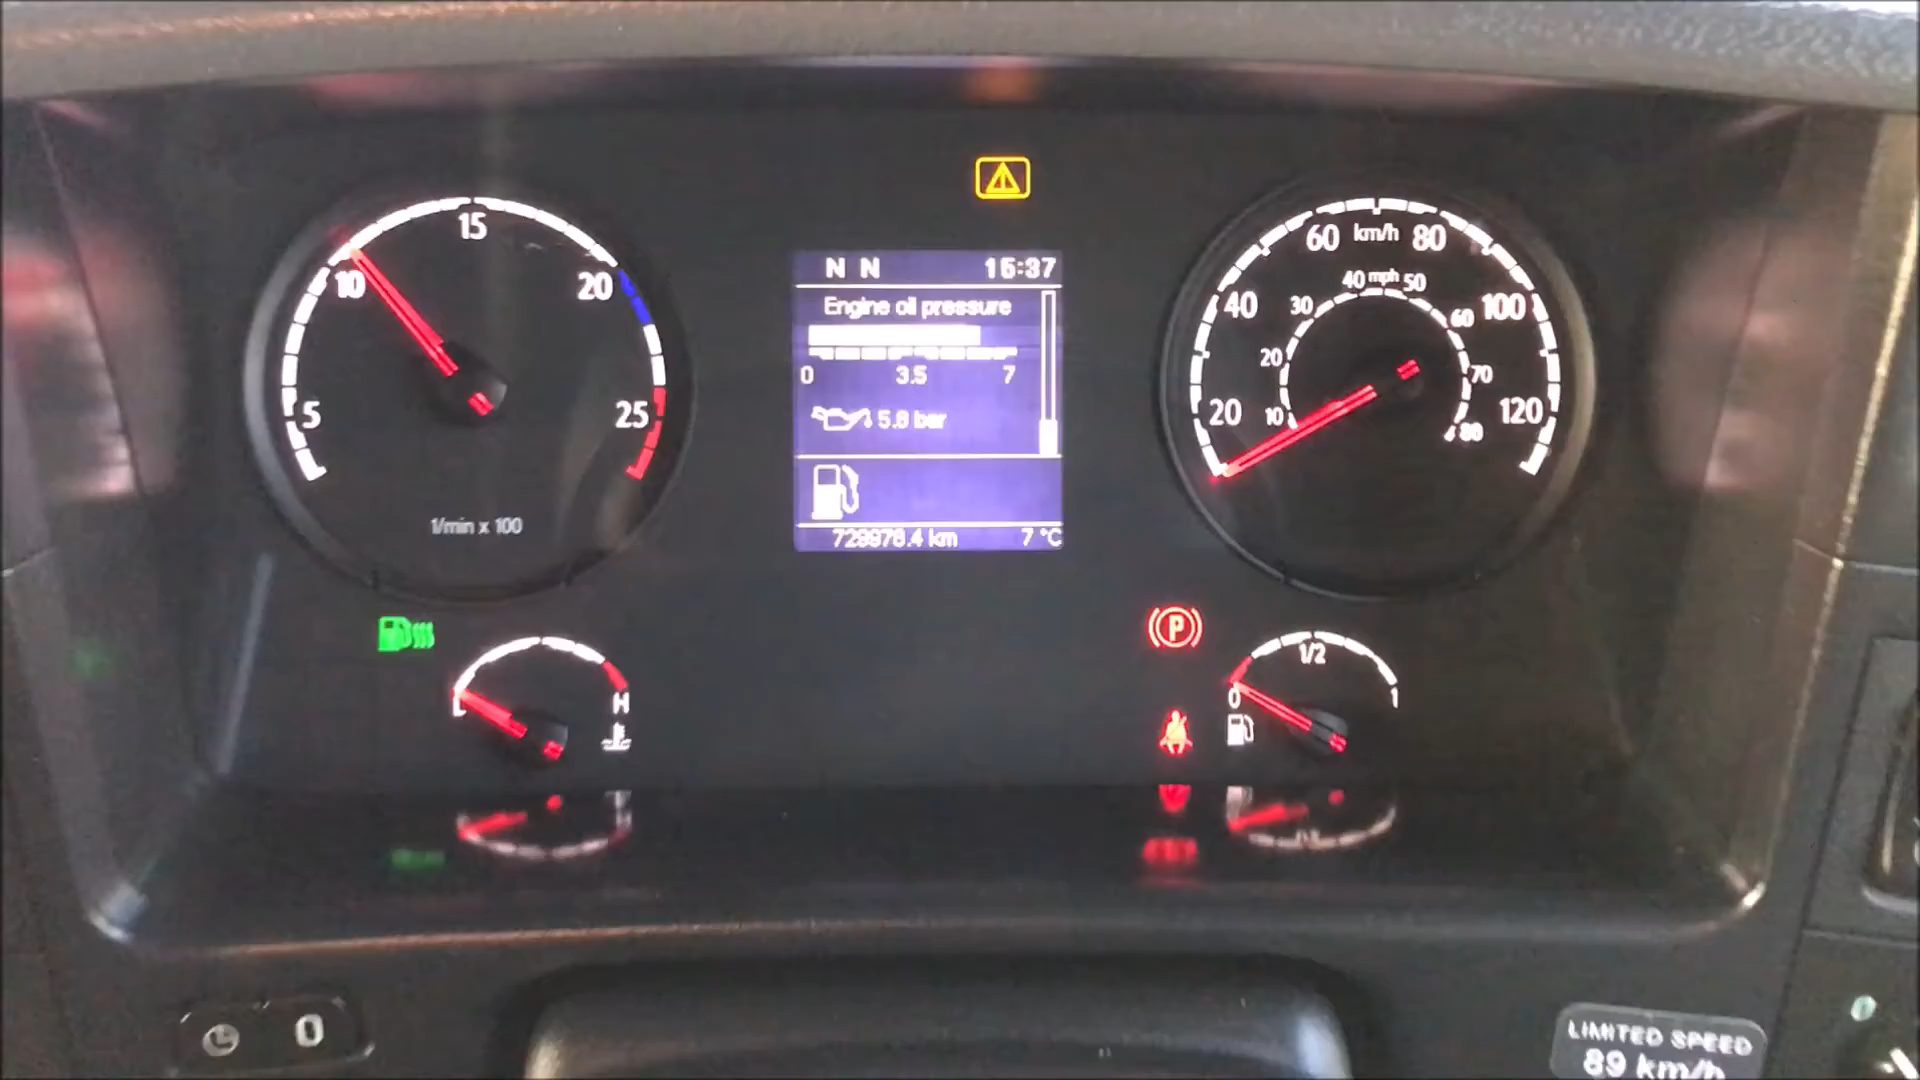 15
10
20
5
25
1/min x 100
N N 15:37
Engine oil pressure
0 3.5 7
5.8 bar
729978.4 km 7 °C
60 km/h 80
40 mph 50
40 30 60 100
20 70
20 10 80 120
H
P
1/2
0 1
0
LIMITED SPEED
89 km/h